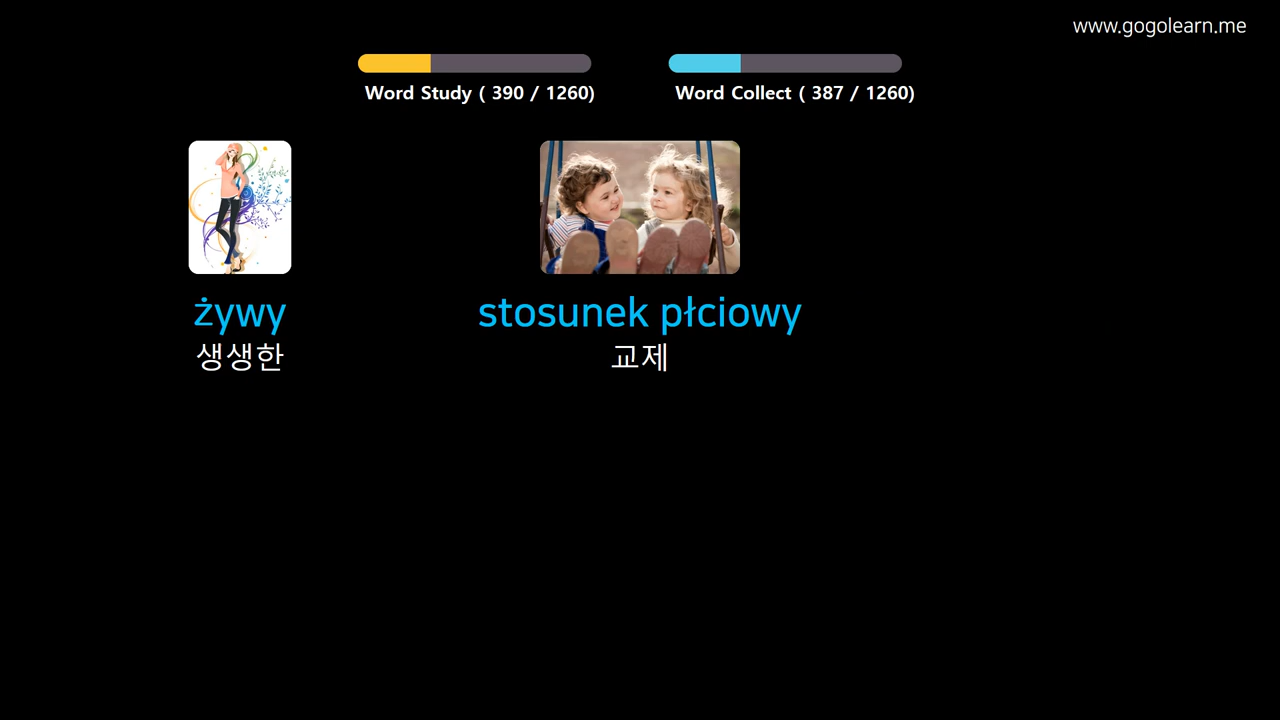 www.gogolearn.me
Word Study ( 390 / 1260)
Word Collect ( 387 / 1260)
żywy
생생한
stosunek płciowy
교제